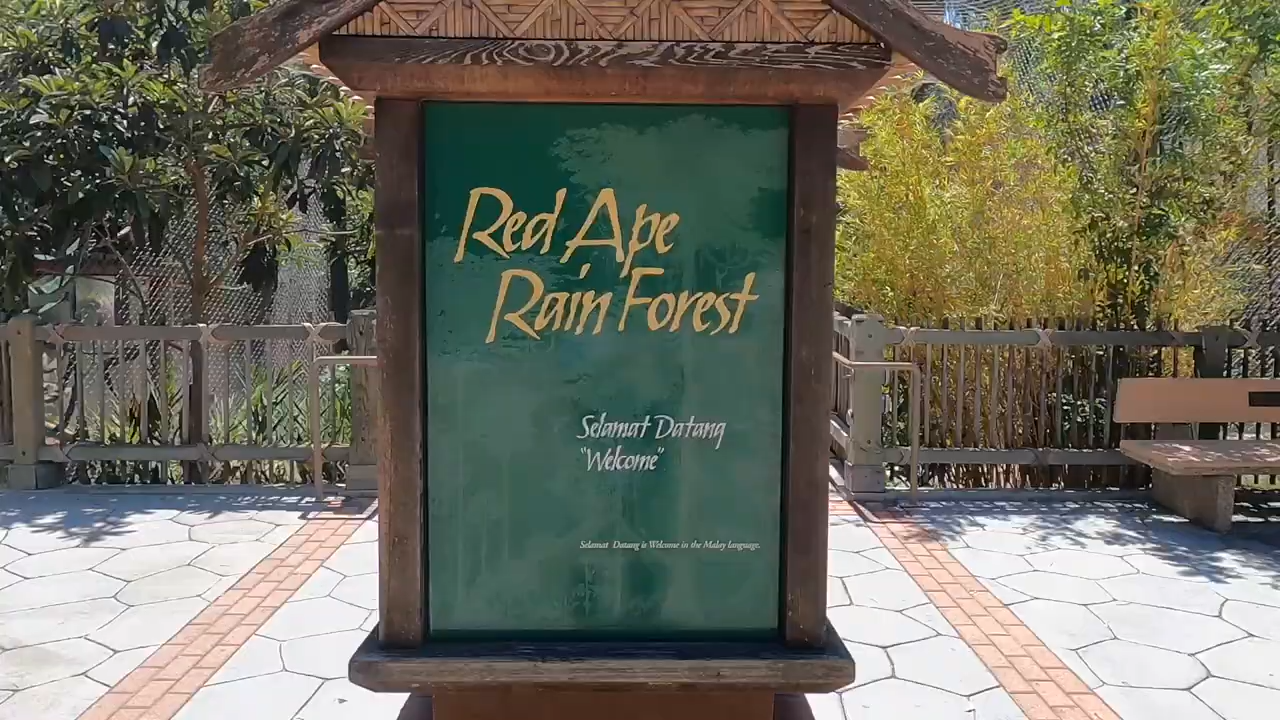 Red Ape
Rain Forest
Selamat Datang
"Welcome"
Selamat Datang is Welcome in the Malay language.